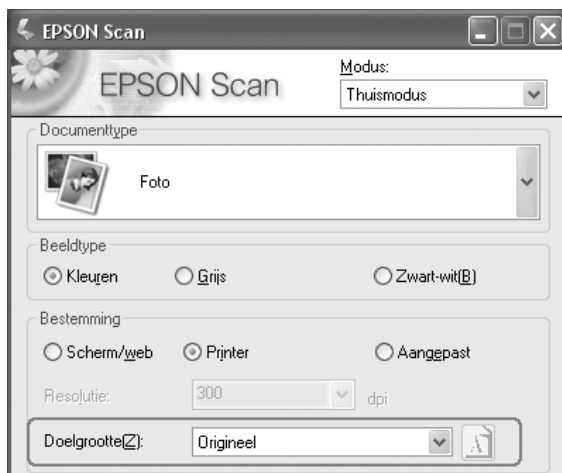 EPSON Scan
EPSON Scan
Modus:
Thuismodus
Documenttype
Foto
Beeldtype
Kleuren Grijs Zwart-wit(B)
Bestemming
Scherm/web Printer Aangepast
Resolutie: 300 dpi
Doelgrootte(Z): Origineel A